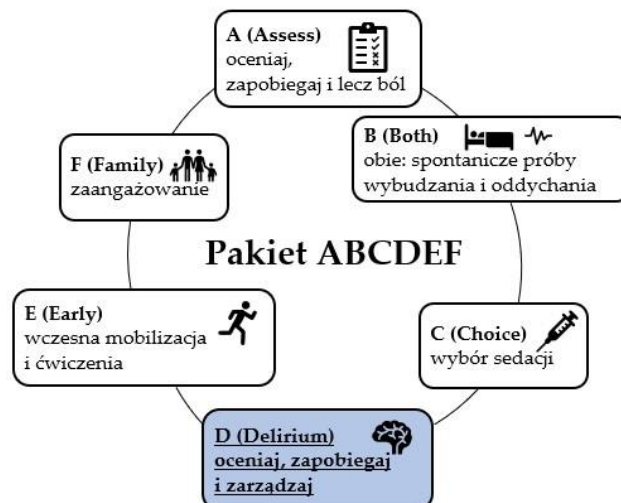 A (Assess)
oceniaj,
zapobiegaj i lecz ból
B (Both)
obie: spontanicze próby
wybudzania i oddychania
C (Choice)
wybór sedacji
D (Delirium)
oceniaj, zapobiegaj
i zarządzaj
E (Early)
wczesna mobilizacja
i ćwiczenia
F (Family)
zaangażowanie
Pakiet ABCDEF